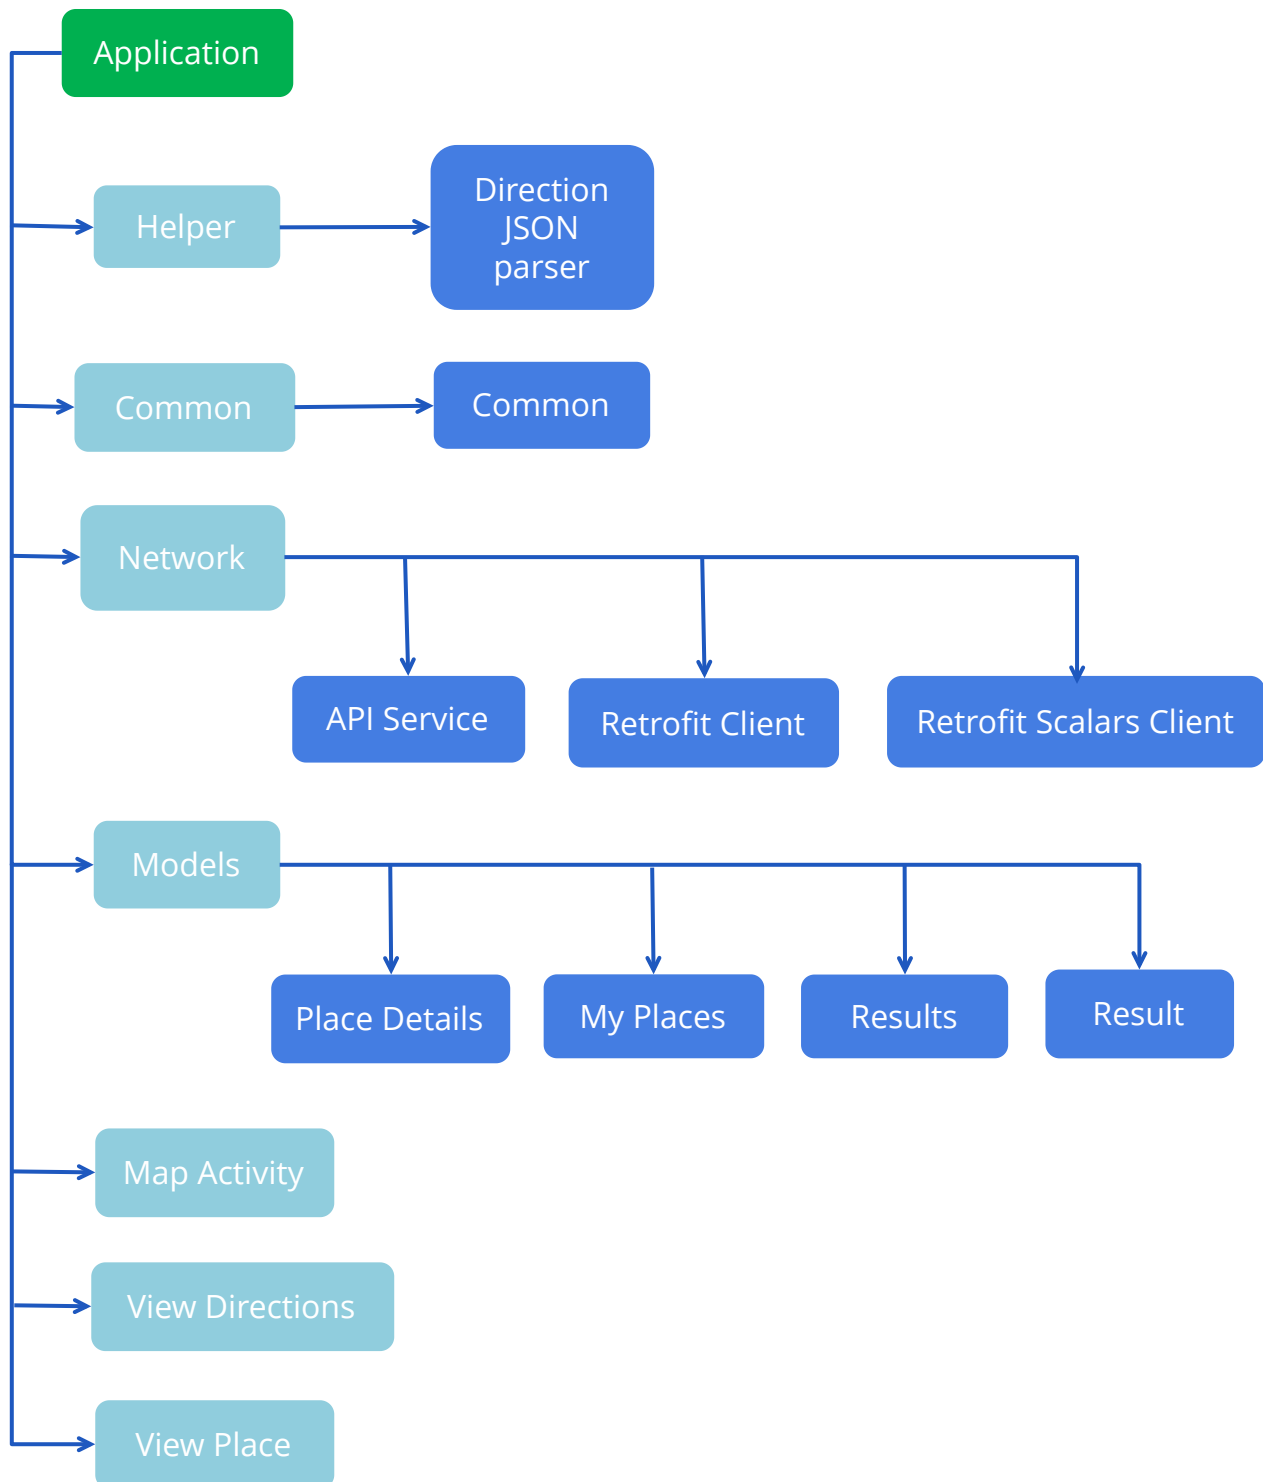 Application
Helper
Direction
JSON
parser
Common
Common
Network
API Service
Retrofit Client
Retrofit Scalars Client
Models
Place Details
My Places
Results
Result
Map Activity
View Directions
View Place